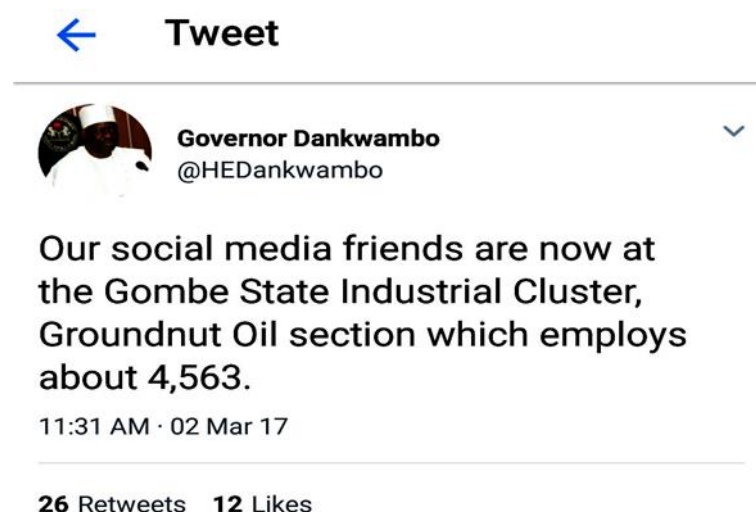 Tweet
Governor Dankwambo
@HEDankwambo
Our social media friends are now at
the Gombe State Industrial Cluster,
Groundnut Oil section which employs
about 4,563.
11:31 AM · 02 Mar 17
26 Retweets 12 Likes